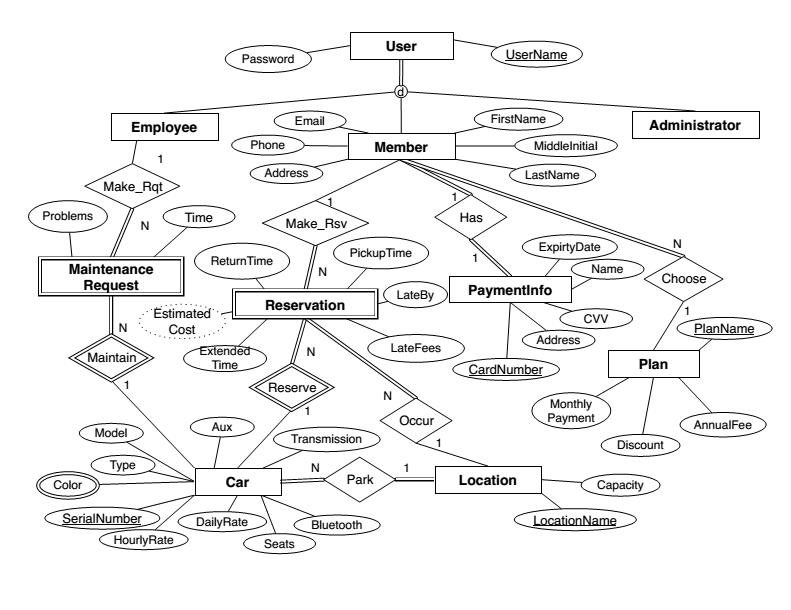 User
Password
UserName
d
Employee
Email
FirstName
Administrator
Phone
Member
MiddleInitial
Address
LastName
1
Make_Rqt
1
1
Has
Make_Rsv
Problems
Time
N
N
ExpirtyDate
ReturnTime
PickupTime
1
Name
Choose
Maintenance
Request
N
PaymentInfo
LateBy
Reservation
1
Estimated
Cost
CVV
PlanName
N
Address
Maintain
Extended
Time
N
LateFees
CardNumber
Plan
1
Reserve
N
Monthly
Payment
1
Occur
AnnualFee
Model
Aux
Transmission
1
Discount
Type
N
1
Color
Car
Park
Location
Capacity
SerialNumber
DailyRate
Bluetooth
LocationName
HourlyRate
Seats